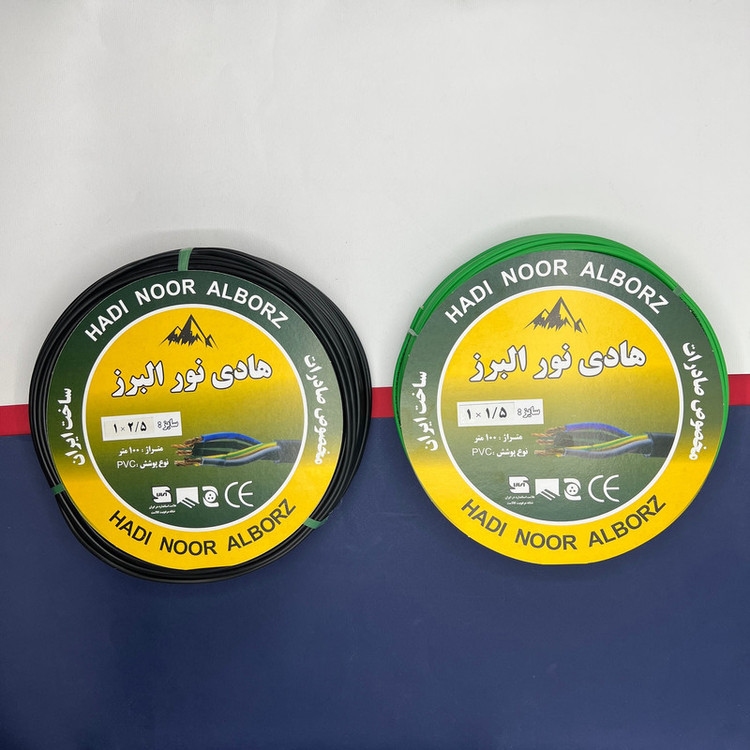 HADI NOOR ALBORZ
هادی نور البرز
ساخت ایران
مخصوص صادرات
سایز: ۱×۲/۵
متراژ: ۱۰۰ متر
نوع پوشش: PVC
CE
HADI NOOR ALBORZ
HADI NOOR ALBORZ
هادی نور البرز
ساخت ایران
مخصوص صادرات
سایز: ۱×۱/۵
متراژ: ۱۰۰ متر
نوع پوشش: PVC
CE
HADI NOOR ALBORZ